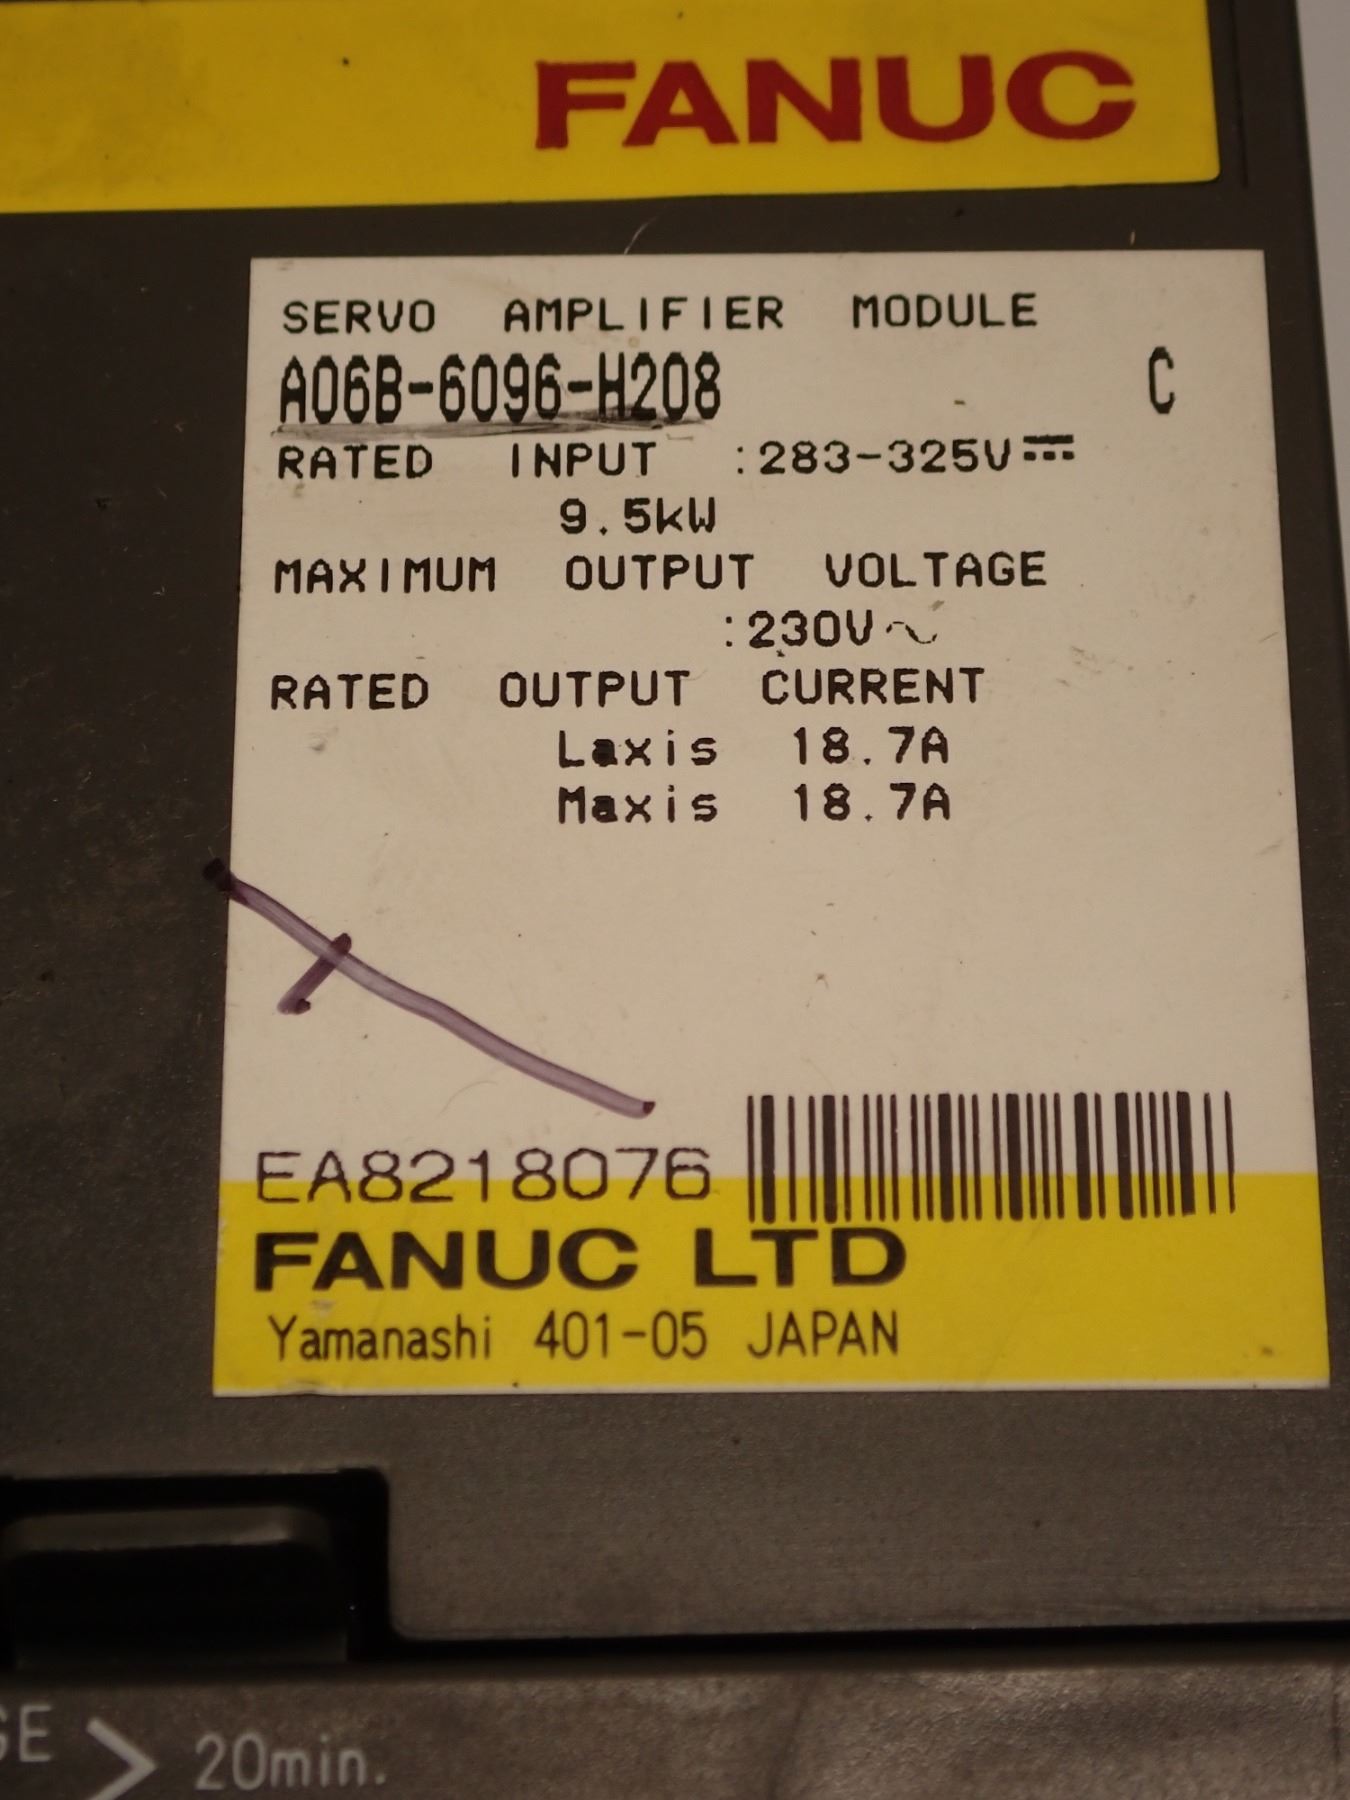 FANUC
SERVO AMPLIFIER MODULE
A06B-6096-H208 C
RATED INPUT :283-325V⎓
9.5kW
MAXIMUM OUTPUT VOLTAGE
:230V∿
RATED OUTPUT CURRENT
Laxis 18.7A
Maxis 18.7A
EA8218076
FANUC LTD
Yamanashi 401-05 JAPAN
GE > 20min.